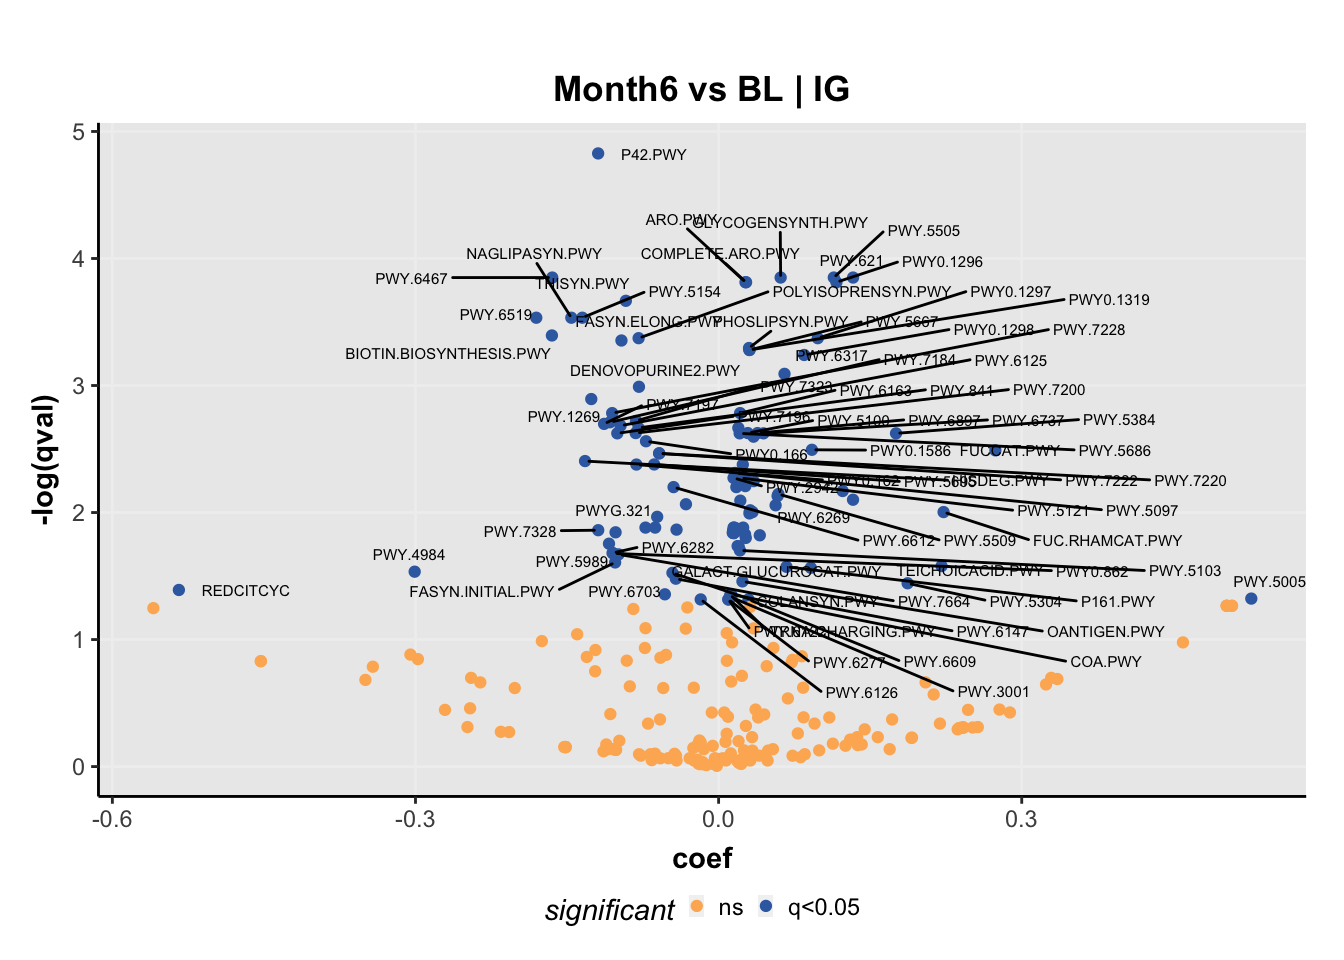 Month6 vs BL | IG
-log(qval)
5
4
3
2
1
0
P42.PWY
ARO.PWY
GLYCOGENSYNTH.PWY
PWY.5505
NAGLIPASYN.PWY
COMPLETE.ARO.PWY
PWY.621
PWY0.1296
PWY.6467
THISYN.PWY
PWY.5154
POLYISOPRENSYN.PWY
PWY0.1297
PWY0.1319
PWY.6519
FASYN.ELONG.PWY
PHOSLIPSYN.PWY
PWY.5667
PWY0.1298
PWY.7228
BIOTIN.BIOSYNTHESIS.PWY
PWY.6317
PWY.7184
PWY.6125
DENOVOPURINE2.PWY
PWY.7323
PWY.6163
PWY.841
PWY.7200
PWY.1269
PWY.7197
PWY.7196
PWY.5100
PWY.6897
PWY.6737
PWY.5384
PWY0.166
PWY0.1586
FUCCAT.PWY
PWY.5686
PWY.2942
PWY0.162
PWY.5695
PWY.7222
PWY.7220
PWYG.321
PWY.6269
PWY.5121
PWY.5097
PWY.7328
PWY.6612
PWY.5509
FUC.RHAMCAT.PWY
PWY.4984
PWY.5989
PWY.6282
GALACT.GLUCUROCAT.PWY
TEICHOICACID.PWY
PWY0.862
PWY.5103
REDCITCYC
FASYN.INITIAL.PWY
PWY.6703
COLANSYN.PWY
PWY.7664
PWY.5304
P161.PWY
PWY.5005
TRNA.CHARGING.PWY
PWY.6147
OANTIGEN.PWY
PWY.6277
PWY.6609
COA.PWY
PWY.6126
PWY.3001
-0.6
-0.3
0.0
0.3
coef
significant ns q<0.05